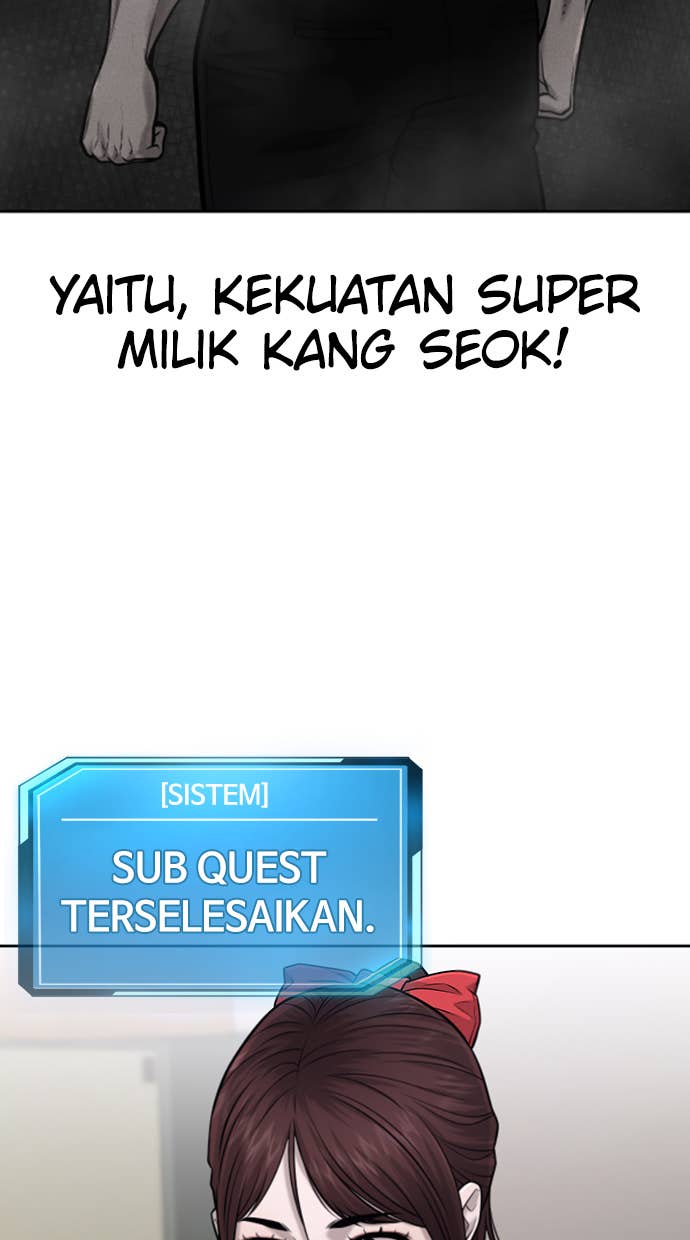 YAITU, KEKUATAN SUPER
MILIK KANG SEOK!
[SISTEM]
SUB QUEST
TERSELESAIKAN.